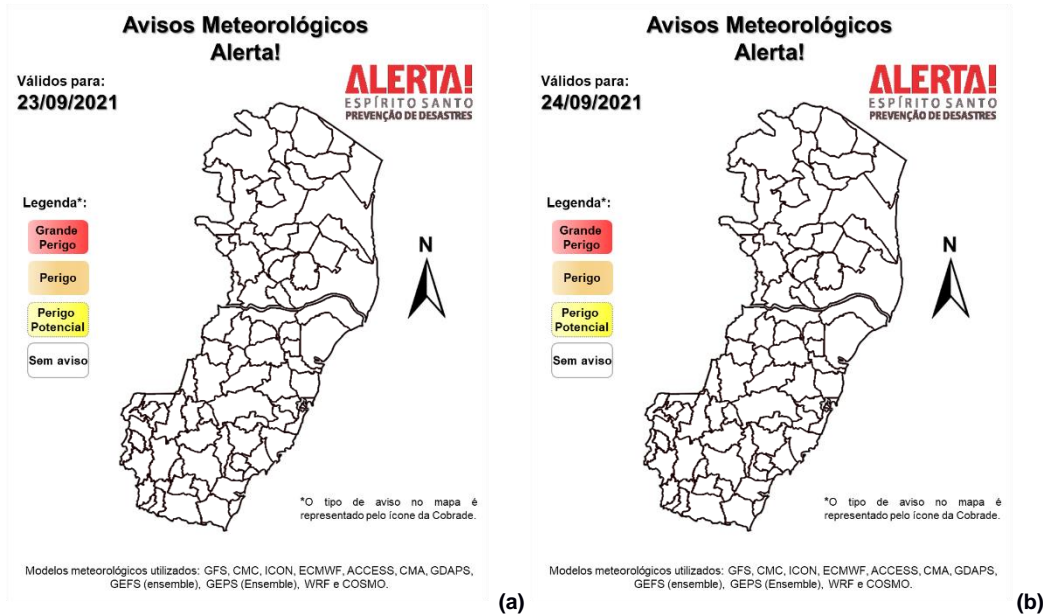 Avisos Meteorológicos
Alerta!
Válidos para:
23/09/2021
ALERTA!
ESPÍRITO SANTO
PREVENÇÃO DE DESASTRES
Legenda*:
Grande
Perigo
Perigo
Perigo
Potencial
Sem aviso
N
*O tipo de aviso no mapa é
representado pelo ícone da Cobrade.
Modelos meteorológicos utilizados: GFS, CMC, ICON, ECMWF, ACCESS, CMA, GDAPS,
GEFS (ensemble), GEPS (Ensemble), WRF e COSMO.
(a)
Avisos Meteorológicos
Alerta!
Válidos para:
24/09/2021
ALERTA!
ESPÍRITO SANTO
PREVENÇÃO DE DESASTRES
Legenda*:
Grande
Perigo
Perigo
Perigo
Potencial
Sem aviso
N
*O tipo de aviso no mapa é
representado pelo ícone da Cobrade.
Modelos meteorológicos utilizados: GFS, CMC, ICON, ECMWF, ACCESS, CMA, GDAPS,
GEFS (ensemble), GEPS (Ensemble), WRF e COSMO.
(b)